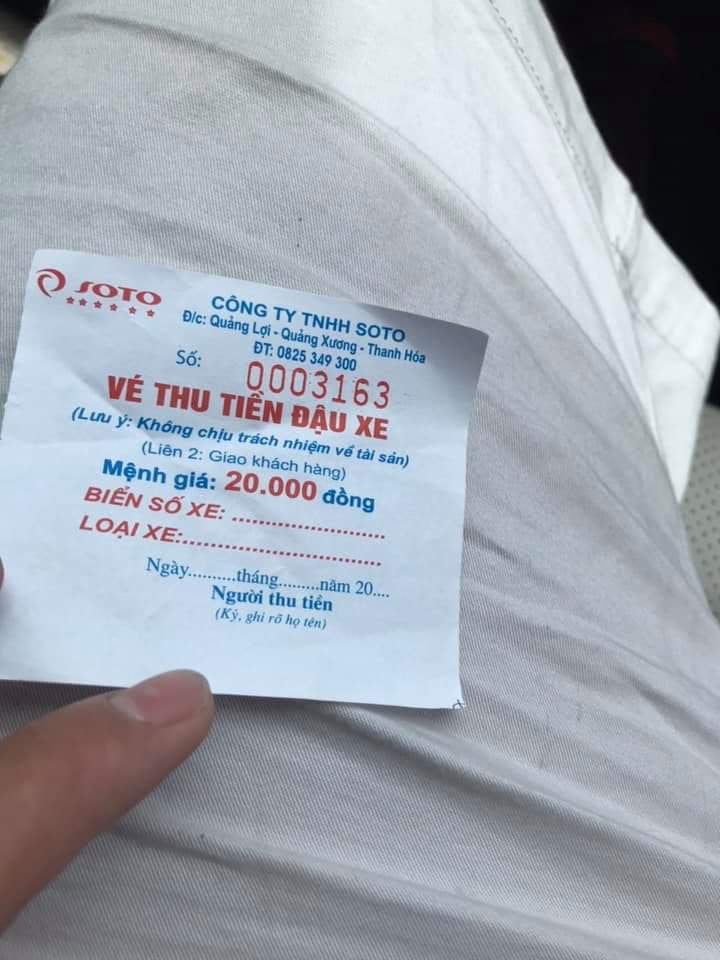 SOTO
CÔNG TY TNHH SOTO
Đ/c: Quảng Lợi - Quảng Xương - Thanh Hóa
ĐT: 0825 349 300
Số: 0003163
VÉ THU TIỀN ĐẬU XE
(Lưu ý: Không chịu trách nhiệm về tài sản)
(Liên 2: Giao khách hàng)
Mệnh giá: 20.000 đồng
BIỂN SỐ XE: ........................
LOẠI XE:...............................
Ngày..........tháng.........năm 20....
Người thu tiền
(Ký, ghi rõ họ tên)